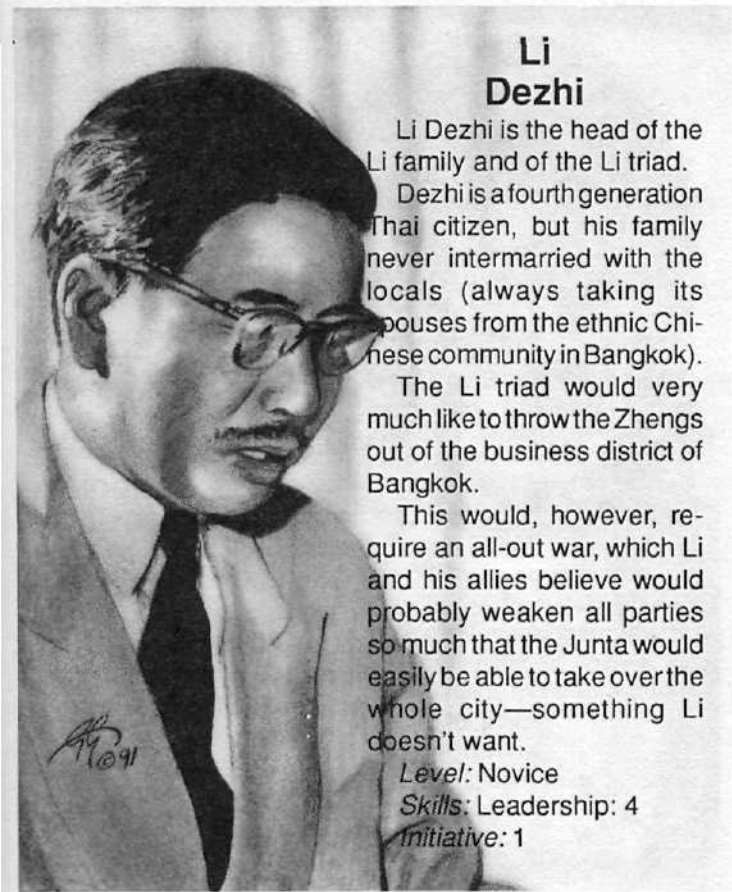 Li
Dezhi
Li Dezhi is the head of the
Li family and of the Li triad.
Dezhi is a fourth generation
Thai citizen, but his family
never intermarried with the
locals (always taking its
spouses from the ethnic Chi-
nese community in Bangkok).
The Li triad would very
much like to throw the Zhengs
out of the business district of
Bangkok.
This would, however, re-
quire an all-out war, which Li
and his allies believe would
probably weaken all parties
so much that the Junta would
easily be able to take over the
whole city—something Li
doesn't want.
Level: Novice
Skills: Leadership: 4
Initiative: 1
©91